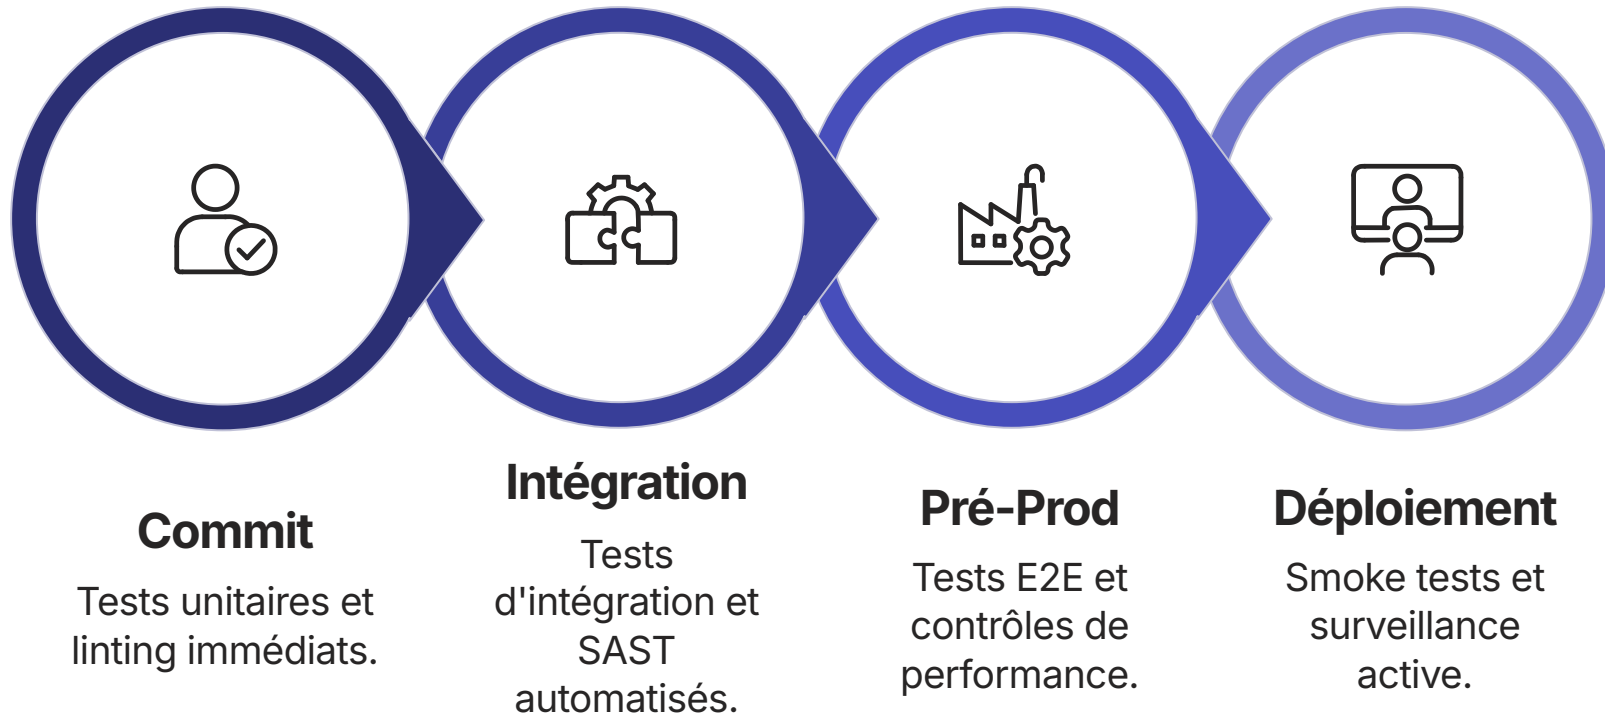 Commit
Tests unitaires et
linting immédiats.
Intégration
Tests
d'intégration et
SAST
automatisés.
Pré-Prod
Tests E2E et
contrôles de
performance.
Déploiement
Smoke tests et
surveillance
active.